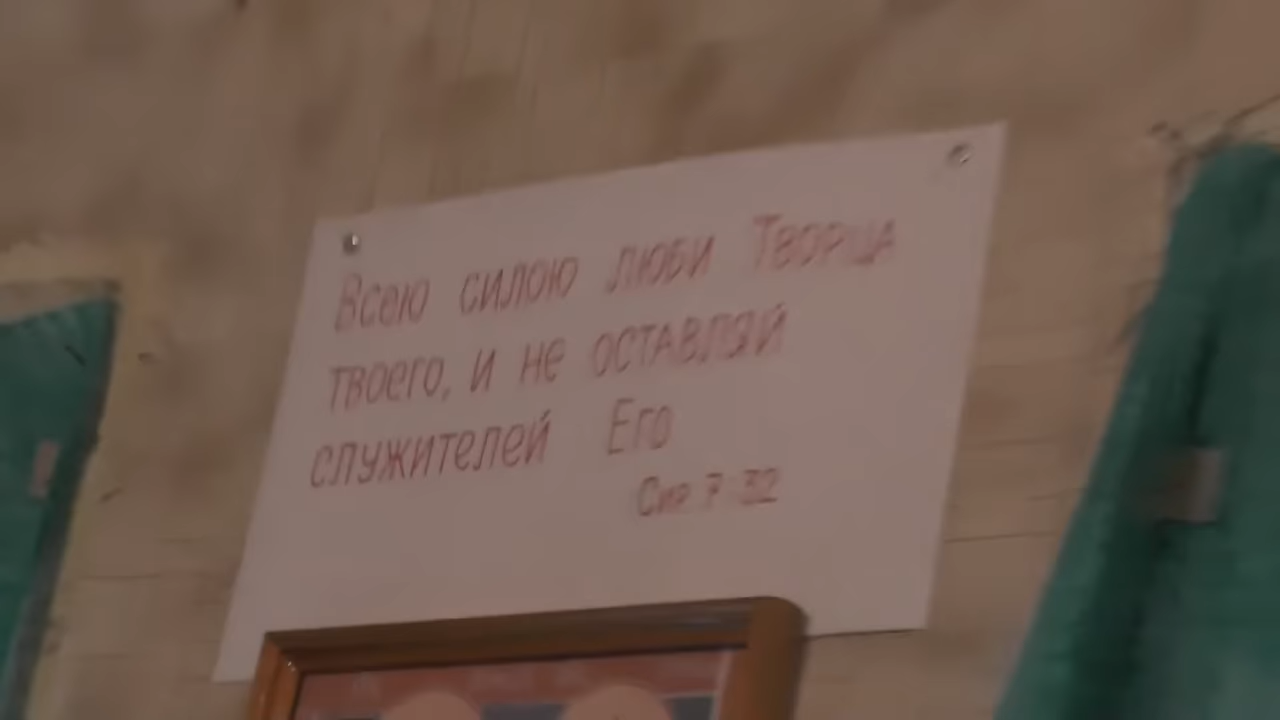 Всею силою люби Творца
твоего, и не оставляй
служителей Его
Сир 7:32